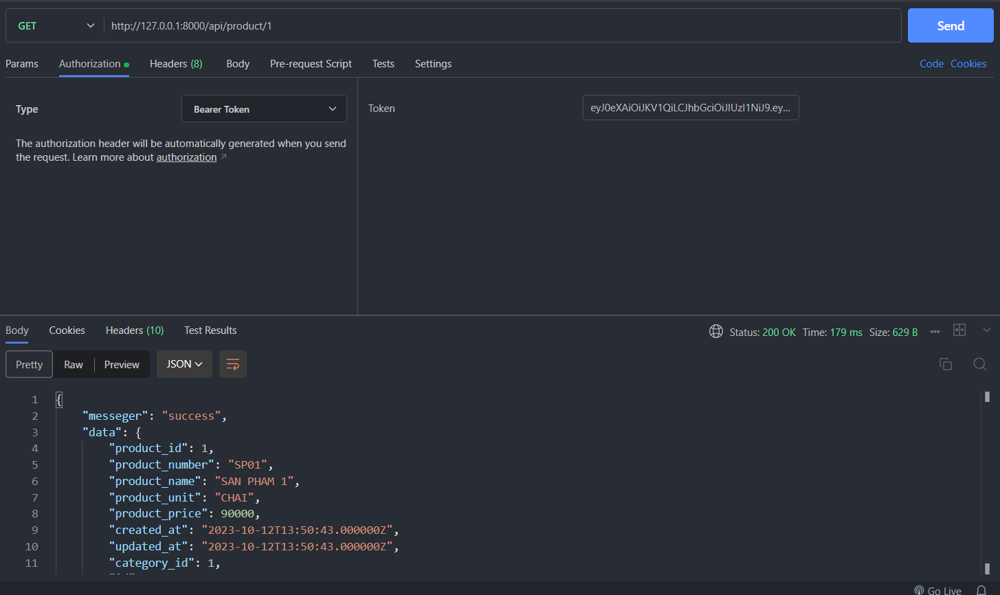 GET http://127.0.0.1:8000/api/product/1 Send
Params Authorization Headers (8) Body Pre-request Script Tests Settings Code Cookies
Type Bearer Token Token eyJ0eXAiOiJKV1QiLCJhbGciOiJIUzI1NiJ9.ey...
The authorization header will be automatically generated when you send
the request. Learn more about authorization
Body Cookies Headers (10) Test Results Status: 200 OK Time: 179 ms Size: 629 B
Pretty Raw Preview JSON
1 {
2 "messeger": "success",
3 "data": {
4 "product_id": 1,
5 "product_number": "SP01",
6 "product_name": "SAN PHAM 1",
7 "product_unit": "CHAI",
8 "product_price": 90000,
9 "created_at": "2023-10-12T13:50:43.000000Z",
10 "updated_at": "2023-10-12T13:50:43.000000Z",
11 "category_id": 1,
Go Live